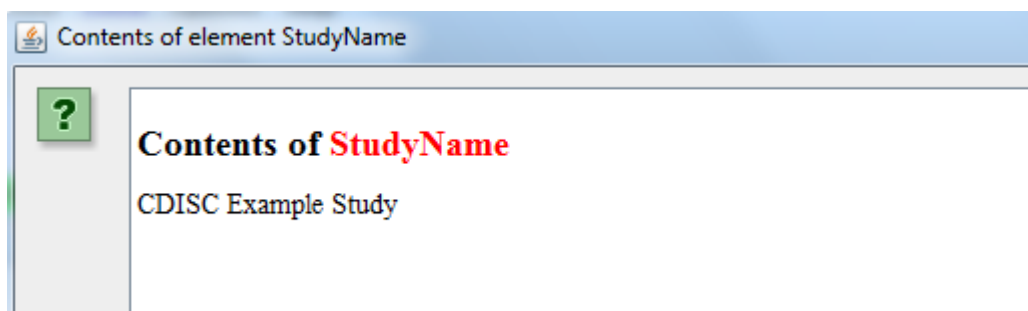 Contents of element StudyName
?
Contents of StudyName
CDISC Example Study